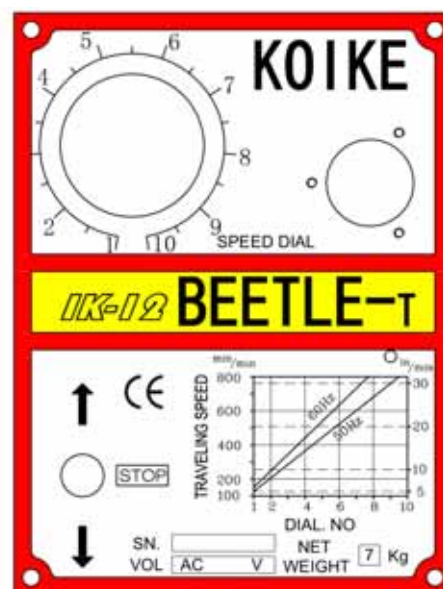 KOIKE
5 6
4 7
3 8
2 9
1 10
SPEED DIAL
IK-12 BEETLE-T
CE
STOP
TRAVELING SPEED
mm/min
in/min
800
600
400
200
100
30
20
10
5
60Hz
50Hz
1 2 4 6 8 10
DIAL. NO
SN.
VOL AC V
NET WEIGHT 7 Kg